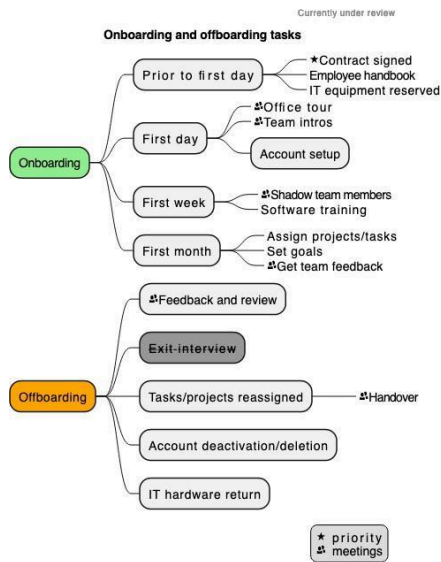 Currently under review
Onboarding and offboarding tasks
Onboarding
Prior to first day
★Contract signed
Employee handbook
IT equipment reserved
First day
Office tour
Team intros
Account setup
First week
Shadow team members
Software training
First month
Assign projects/tasks
Set goals
Get team feedback
Offboarding
Feedback and review
Exit-interview
Tasks/projects reassigned
Handover
Account deactivation/deletion
IT hardware return
★ priority
meetings